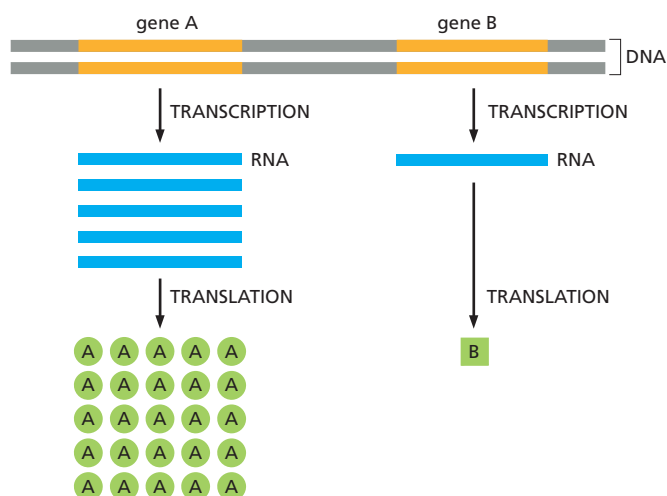 gene A gene B
DNA
TRANSCRIPTION TRANSCRIPTION
RNA RNA
TRANSLATION TRANSLATION
A A A A A B
A A A A A
A A A A A
A A A A A
A A A A A